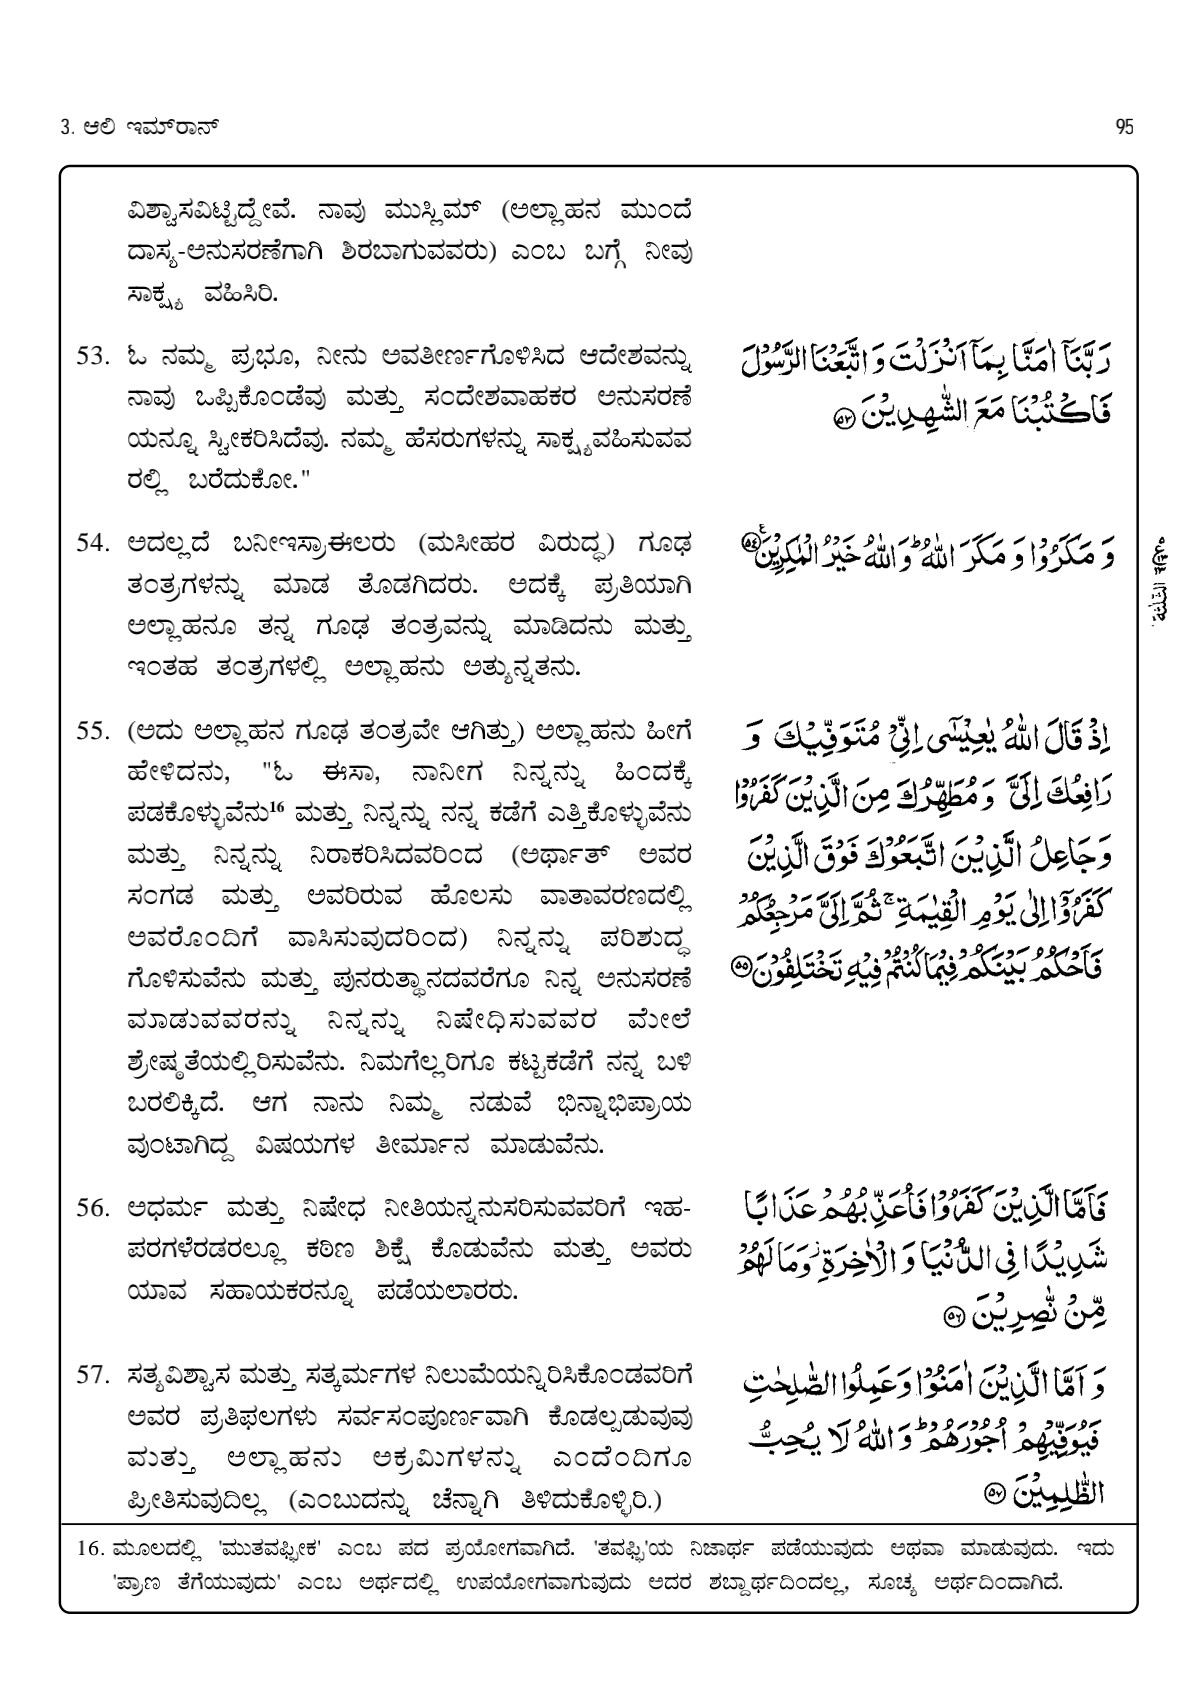 3. ಆಲಿ ಇಮ್‌ರಾನ್
95
ವಿಶ್ವಾಸವಿಟ್ಟಿದ್ದೇವೆ. ನಾವು ಮುಸ್ಲಿಮ್ (ಅಲ್ಲಾಹನ ಮುಂದೆ
ದಾಸ್ಯ-ಅನುಸರಣೆಗಾಗಿ ಶಿರಬಾಗುವವರು) ಎಂಬ ಬಗ್ಗೆ ನೀವು
ಸಾಕ್ಷ್ಯ ವಹಿಸಿರಿ.
53. ಓ ನಮ್ಮ ಪ್ರಭೂ, ನೀನು ಅವತೀರ್ಣಗೊಳಿಸಿದ ಆದೇಶವನ್ನು
ನಾವು ಒಪ್ಪಿಕೊಂಡೆವು ಮತ್ತು ಸಂದೇಶವಾಹಕರ ಅನುಸರಣೆ
ಯನ್ನೂ ಸ್ವೀಕರಿಸಿದೆವು. ನಮ್ಮ ಹೆಸರುಗಳನ್ನು ಸಾಕ್ಷ್ಯವಹಿಸುವವ
ರಲ್ಲಿ ಬರೆದುಕೋ."
رَبَّنَآ اٰمَنَّا بِمَآ اَنْزَلْتَ وَ اتَّبَعْنَا الرَّسُوْلَ
فَاكْتُبْنَا مَعَ الشّٰهِدِيْنَ ﴿۵۳﴾
54. ಅದಲ್ಲದೆ ಬನೀಇಸ್ರಾಈಲರು (ಮಸೀಹರ ವಿರುದ್ಧ) ಗೂಢ
ತಂತ್ರಗಳನ್ನು ಮಾಡ ತೊಡಗಿದರು. ಅದಕ್ಕೆ ಪ್ರತಿಯಾಗಿ
ಅಲ್ಲಾಹನೂ ತನ್ನ ಗೂಢ ತಂತ್ರವನ್ನು ಮಾಡಿದನು ಮತ್ತು
ಇಂತಹ ತಂತ್ರಗಳಲ್ಲಿ ಅಲ್ಲಾಹನು ಅತ್ಯುನ್ನತನು.
وَ مَكَرُوْا وَ مَكَرَ اللّٰهُ ؕ وَاللّٰهُ خَيْرُ الْمٰكِرِيْنَ ﴿۵۴﴾
55. (ಅದು ಅಲ್ಲಾಹನ ಗೂಢ ತಂತ್ರವೇ ಆಗಿತ್ತು) ಅಲ್ಲಾಹನು ಹೀಗೆ
ಹೇಳಿದನು, "ಓ ಈಸಾ, ನಾನೀಗ ನಿನ್ನನ್ನು ಹಿಂದಕ್ಕೆ
ಪಡಕೊಳ್ಳುವೆನು¹⁶ ಮತ್ತು ನಿನ್ನನ್ನು ನನ್ನ ಕಡೆಗೆ ಎತ್ತಿಕೊಳ್ಳುವೆನು
ಮತ್ತು ನಿನ್ನನ್ನು ನಿರಾಕರಿಸಿದವರಿಂದ (ಅರ್ಥಾತ್ ಅವರ
ಸಂಗಡ ಮತ್ತು ಅವರಿರುವ ಹೊಲಸು ವಾತಾವರಣದಲ್ಲಿ
ಅವರೊಂದಿಗೆ ವಾಸಿಸುವುದರಿಂದ) ನಿನ್ನನ್ನು ಪರಿಶುದ್ಧ
ಗೊಳಿಸುವೆನು ಮತ್ತು ಪುನರುತ್ಥಾನದವರೆಗೂ ನಿನ್ನ ಅನುಸರಣೆ
ಮಾಡುವವರನ್ನು ನಿನ್ನನ್ನು ನಿಷೇಧಿಸುವವರ ಮೇಲೆ
ಶ್ರೇಷ್ಠತೆಯಲ್ಲಿರಿಸುವೆನು. ನಿಮಗೆಲ್ಲರಿಗೂ ಕಟ್ಟಕಡೆಗೆ ನನ್ನ ಬಳಿ
ಬರಲಿಕ್ಕಿದೆ. ಆಗ ನಾನು ನಿಮ್ಮ ನಡುವೆ ಭಿನ್ನಾಭಿಪ್ರಾಯ
ವುಂಟಾಗಿದ್ದ ವಿಷಯಗಳ ತೀರ್ಮಾನ ಮಾಡುವೆನು.
اِذْ قَالَ اللّٰهُ يٰعِيْسٰٓى اِنِّىْ مُتَوَفِّيْكَ وَ
رَافِعُكَ اِلَىَّ وَ مُطَهِّرُكَ مِنَ الَّذِيْنَ كَفَرُوْا
وَ جَاعِلُ الَّذِيْنَ اتَّبَعُوْكَ فَوْقَ الَّذِيْنَ
كَفَرُوْٓا اِلٰى يَوْمِ الْقِيٰمَةِ ۚ ثُمَّ اِلَىَّ مَرْجِعُكُمْ
فَاَحْكُمُ بَيْنَكُمْ فِيْمَا كُنْتُمْ فِيْهِ تَخْتَلِفُوْنَ ﴿۵۵﴾
56. ಅಧರ್ಮ ಮತ್ತು ನಿಷೇಧ ನೀತಿಯನ್ನನುಸರಿಸುವವರಿಗೆ ಇಹ-
ಪರಗಳೆರಡರಲ್ಲೂ ಕಠಿಣ ಶಿಕ್ಷೆ ಕೊಡುವೆನು ಮತ್ತು ಅವರು
ಯಾವ ಸಹಾಯಕರನ್ನೂ ಪಡೆಯಲಾರರು.
فَاَمَّا الَّذِيْنَ كَفَرُوْا فَاُعَذِّبُهُمْ عَذَابًا
شَدِيْدًا فِى الدُّنْيَا وَ الْاٰخِرَةِ ؗ وَمَا لَهُمْ
مِّنْ نّٰصِرِيْنَ ﴿۵۶﴾
57. ಸತ್ಯವಿಶ್ವಾಸ ಮತ್ತು ಸತ್ಕರ್ಮಗಳ ನಿಲುಮೆಯನ್ನಿರಿಸಿಕೊಂಡವರಿಗೆ
ಅವರ ಪ್ರತಿಫಲಗಳು ಸರ್ವಸಂಪೂರ್ಣವಾಗಿ ಕೊಡಲ್ಪಡುವುವು
ಮತ್ತು ಅಲ್ಲಾಹನು ಅಕ್ರಮಿಗಳನ್ನು ಎಂದೆಂದಿಗೂ
ಪ್ರೀತಿಸುವುದಿಲ್ಲ (ಎಂಬುದನ್ನು ಚೆನ್ನಾಗಿ ತಿಳಿದುಕೊಳ್ಳಿರಿ.)
وَ اَمَّا الَّذِيْنَ اٰمَنُوْا وَ عَمِلُوا الصّٰلِحٰتِ
فَيُوَفِّيْهِمْ اُجُوْرَهُمْ ؕ وَ اللّٰهُ لَا يُحِبُّ
الظّٰلِمِيْنَ ﴿۵۷﴾
16. ಮೂಲದಲ್ಲಿ 'ಮುತವಫ್ಫೀಕ' ಎಂಬ ಪದ ಪ್ರಯೋಗವಾಗಿದೆ. 'ತವಫ್ಫಿ'ಯ ನಿಜಾರ್ಥ ಪಡೆಯುವುದು ಅಥವಾ ಮಾಡುವುದು. ಇದು
'ಪ್ರಾಣ ತೆಗೆಯುವುದು' ಎಂಬ ಅರ್ಥದಲ್ಲಿ ಉಪಯೋಗವಾಗುವುದು ಅದರ ಶಬ್ದಾರ್ಥದಿಂದಲ್ಲ, ಸೂಚ್ಯ ಅರ್ಥದಿಂದಾಗಿದೆ.